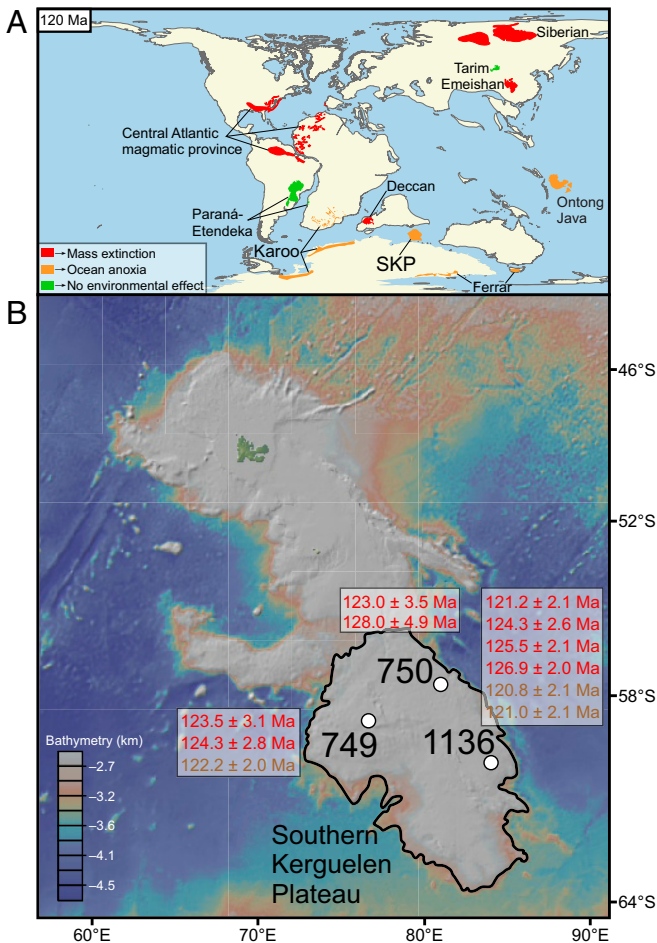 A
120 Ma
Siberian
Tarim
Emeishan
Central Atlantic
magmatic province
Deccan
Ontong
Java
Paraná-
Etendeka
Karoo
SKP
Ferrar
Mass extinction
Ocean anoxia
No environmental effect
B
46°S
52°S
123.0 ± 3.5 Ma
128.0 ± 4.9 Ma
121.2 ± 2.1 Ma
124.3 ± 2.6 Ma
125.5 ± 2.1 Ma
126.9 ± 2.0 Ma
120.8 ± 2.1 Ma
121.0 ± 2.1 Ma
750
58°S
123.5 ± 3.1 Ma
124.3 ± 2.8 Ma
122.2 ± 2.0 Ma
749
1136
Bathymetry (km)
–2.7
–3.2
–3.6
–4.1
–4.5
Southern
Kerguelen
Plateau
64°S
60°E
70°E
80°E
90°E